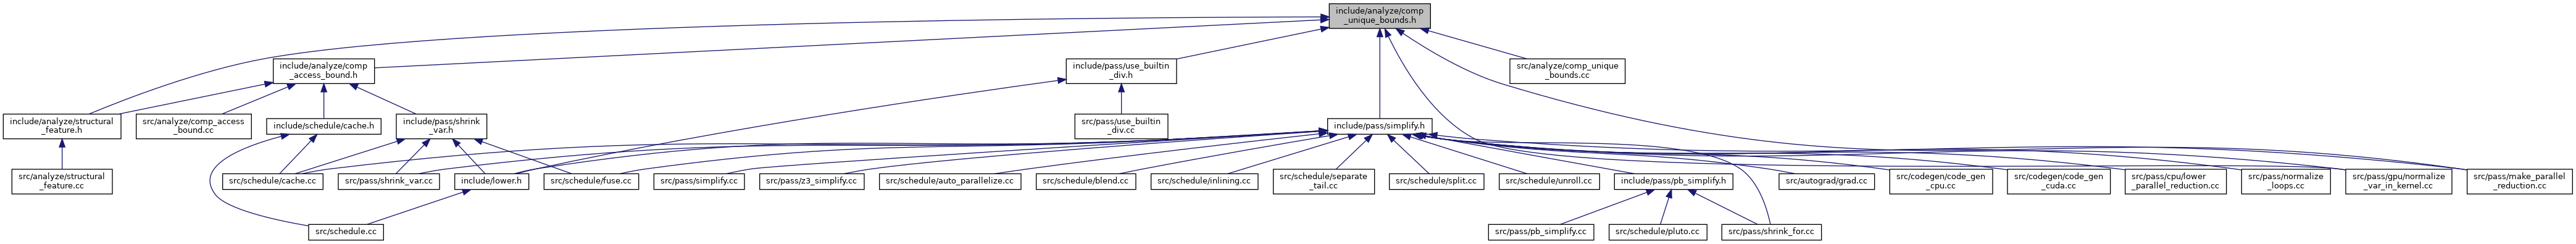 include/analyze/comp
_unique_bounds.h
include/analyze/comp
_access_bound.h
include/pass/use_builtin
_div.h
src/analyze/comp_unique
_bounds.cc
include/analyze/structural
_feature.h
src/analyze/comp_access
_bound.cc
include/schedule/cache.h
include/pass/shrink
_var.h
src/pass/use_builtin
_div.cc
include/pass/simplify.h
src/analyze/structural
_feature.cc
src/schedule/cache.cc
src/pass/shrink_var.cc
include/lower.h
src/schedule/fuse.cc
src/pass/simplify.cc
src/pass/z3_simplify.cc
src/schedule/auto_parallelize.cc
src/schedule/blend.cc
src/schedule/inlining.cc
src/schedule/separate
_tail.cc
src/schedule/split.cc
src/schedule/unroll.cc
include/pass/pb_simplify.h
src/autograd/grad.cc
src/codegen/code_gen
_cpu.cc
src/codegen/code_gen
_cuda.cc
src/pass/cpu/lower
_parallel_reduction.cc
src/pass/normalize
_loops.cc
src/pass/gpu/normalize
_var_in_kernel.cc
src/pass/make_parallel
_reduction.cc
src/schedule.cc
src/pass/pb_simplify.cc
src/schedule/pluto.cc
src/pass/shrink_for.cc